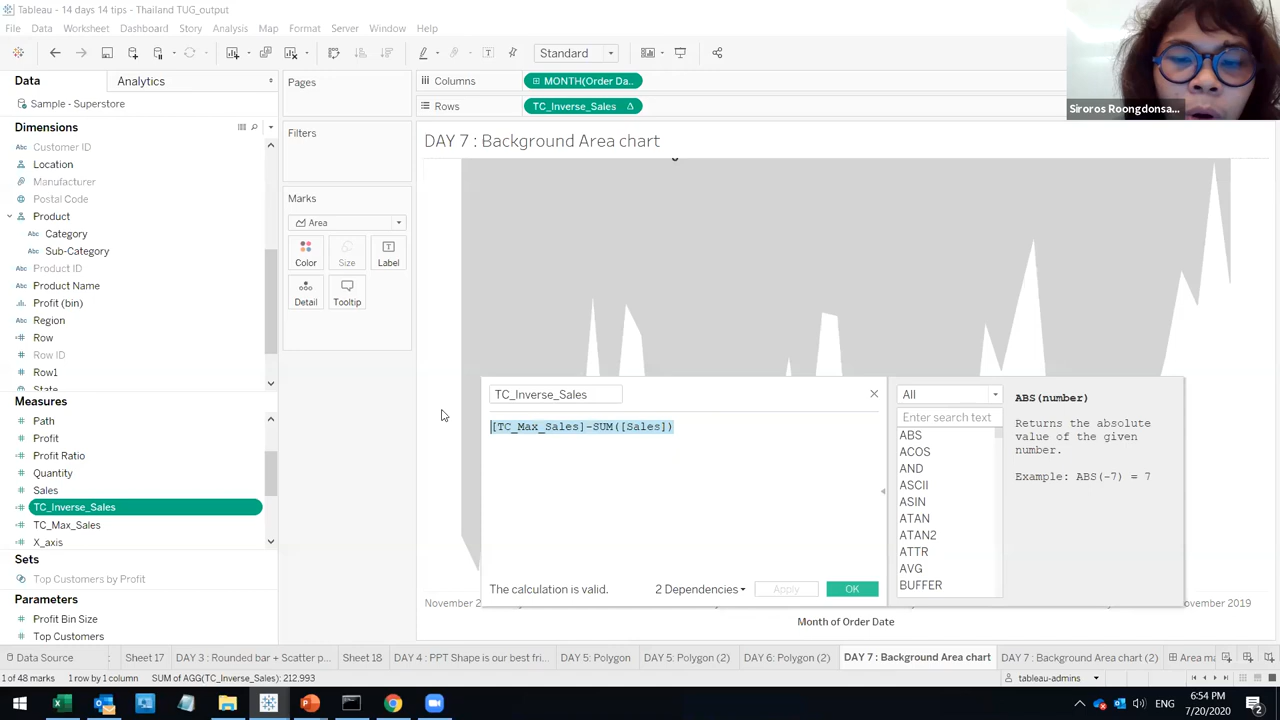 Tableau - 14 days 14 tips - Thailand TUG_output
File Data Worksheet Dashboard Story Analysis Map Format Server Window Help
Standard
Siroros Roongdonsa...
Data Analytics
Sample - Superstore
Dimensions
Customer ID
Location
Manufacturer
Postal Code
Product
Abc Category
Abc Sub-Category
Abc Product ID
Abc Product Name
Profit (bin)
Abc Region
Row
Abc Row ID
Row1
Abc State
Measures
Path
Profit
Profit Ratio
Quantity
Sales
TC_Inverse_Sales
TC_Max_Sales
X_axis
Sets
Top Customers by Profit
Parameters
Profit Bin Size
Top Customers
Pages
Filters
Marks
Area
Color Size Label
Detail Tooltip
Columns MONTH(Order Da..
Rows TC_Inverse_Sales Δ
DAY 7 : Background Area chart
TC_Inverse_Sales
[TC_Max_Sales]-SUM([Sales])
The calculation is valid. 2 Dependencies Apply OK
All
Enter search text
ABS
ACOS
AND
ASCII
ASIN
ATAN
ATAN2
ATTR
AVG
BUFFER
ABS(number)
Returns the absolute
value of the given
number.
Example: ABS(-7) = 7
November 2 November 2019
Month of Order Date
Data Source Sheet 17 DAY 3 : Rounded bar + Scatter p... Sheet 18 DAY 4 : PPT Shape is our best fri... DAY 5: Polygon DAY 5: Polygon (2) DAY 6: Polygon (2) DAY 7 : Background Area chart DAY 7 : Background Area chart (2) Area ma
1 of 48 marks 1 row by 1 column SUM of AGG(TC_Inverse_Sales): 212,993 tableau-admins
ENG
6:54 PM
7/20/2020
2